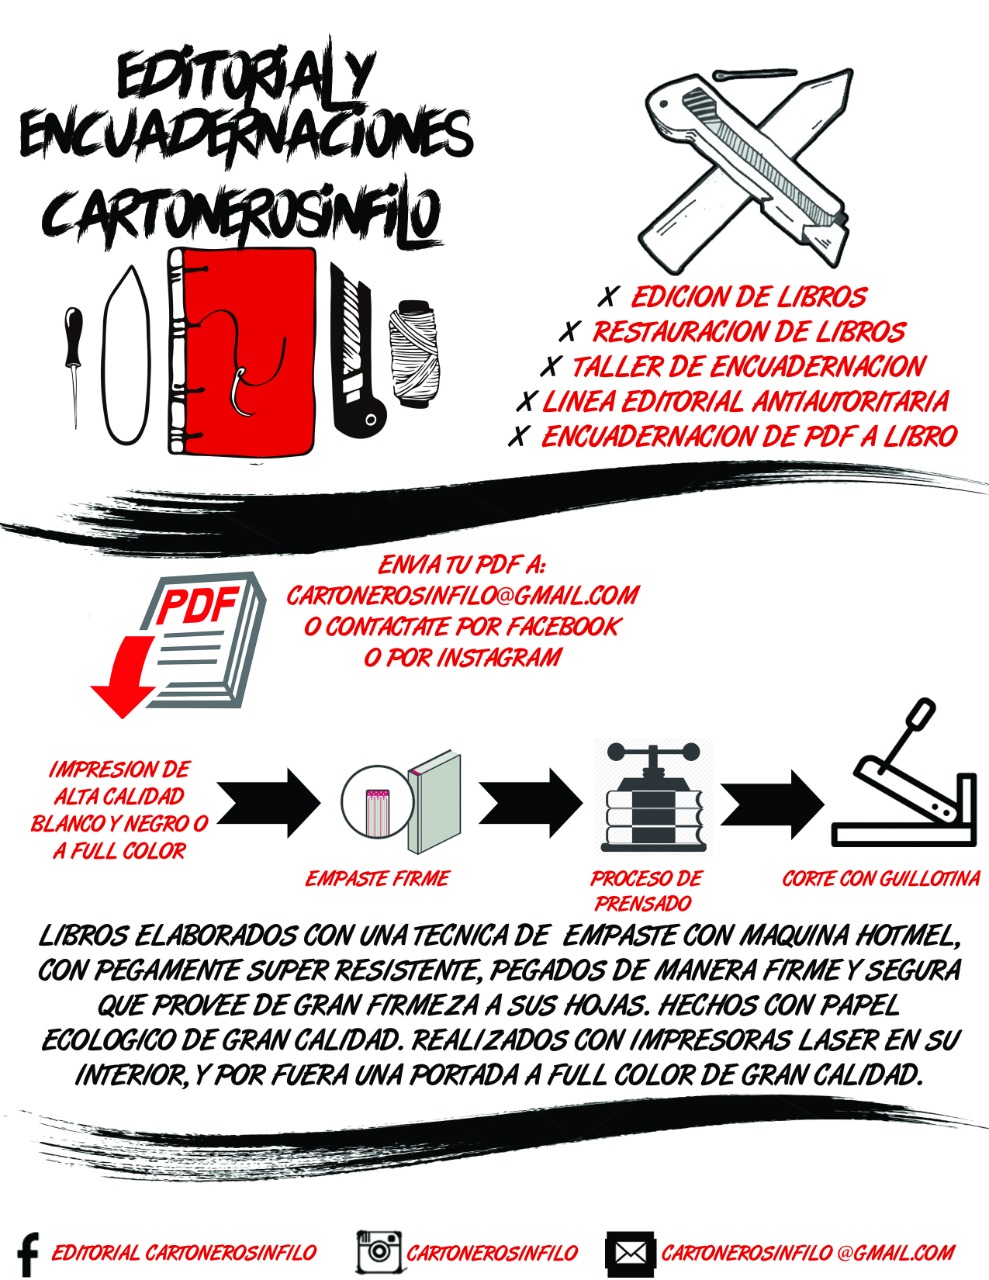 EDITORIAL Y
ENCUADERNACIONES
CARTONEROSINFILO
X EDICION DE LIBROS
X RESTAURACION DE LIBROS
X TALLER DE ENCUADERNACION
X LINEA EDITORIAL ANTIAUTORITARIA
X ENCUADERNACION DE PDF A LIBRO
ENVIA TU PDF A:
CARTONEROSINFILO@GMAIL.COM
O CONTACTATE POR FACEBOOK
O POR INSTAGRAM
PDF
IMPRESION DE
ALTA CALIDAD
BLANCO Y NEGRO O
A FULL COLOR
EMPASTE FIRME
PROCESO DE
PRENSADO
CORTE CON GUILLOTINA
LIBROS ELABORADOS CON UNA TECNICA DE EMPASTE CON MAQUINA HOTMEL,
CON PEGAMENTE SUPER RESISTENTE, PEGADOS DE MANERA FIRME Y SEGURA
QUE PROVEE DE GRAN FIRMEZA A SUS HOJAS. HECHOS CON PAPEL
ECOLOGICO DE GRAN CALIDAD. REALIZADOS CON IMPRESORAS LASER EN SU
INTERIOR, Y POR FUERA UNA PORTADA A FULL COLOR DE GRAN CALIDAD.
f EDITORIAL CARTONEROSINFILO
CARTONEROSINFILO
CARTONEROSINFILO @GMAIL.COM